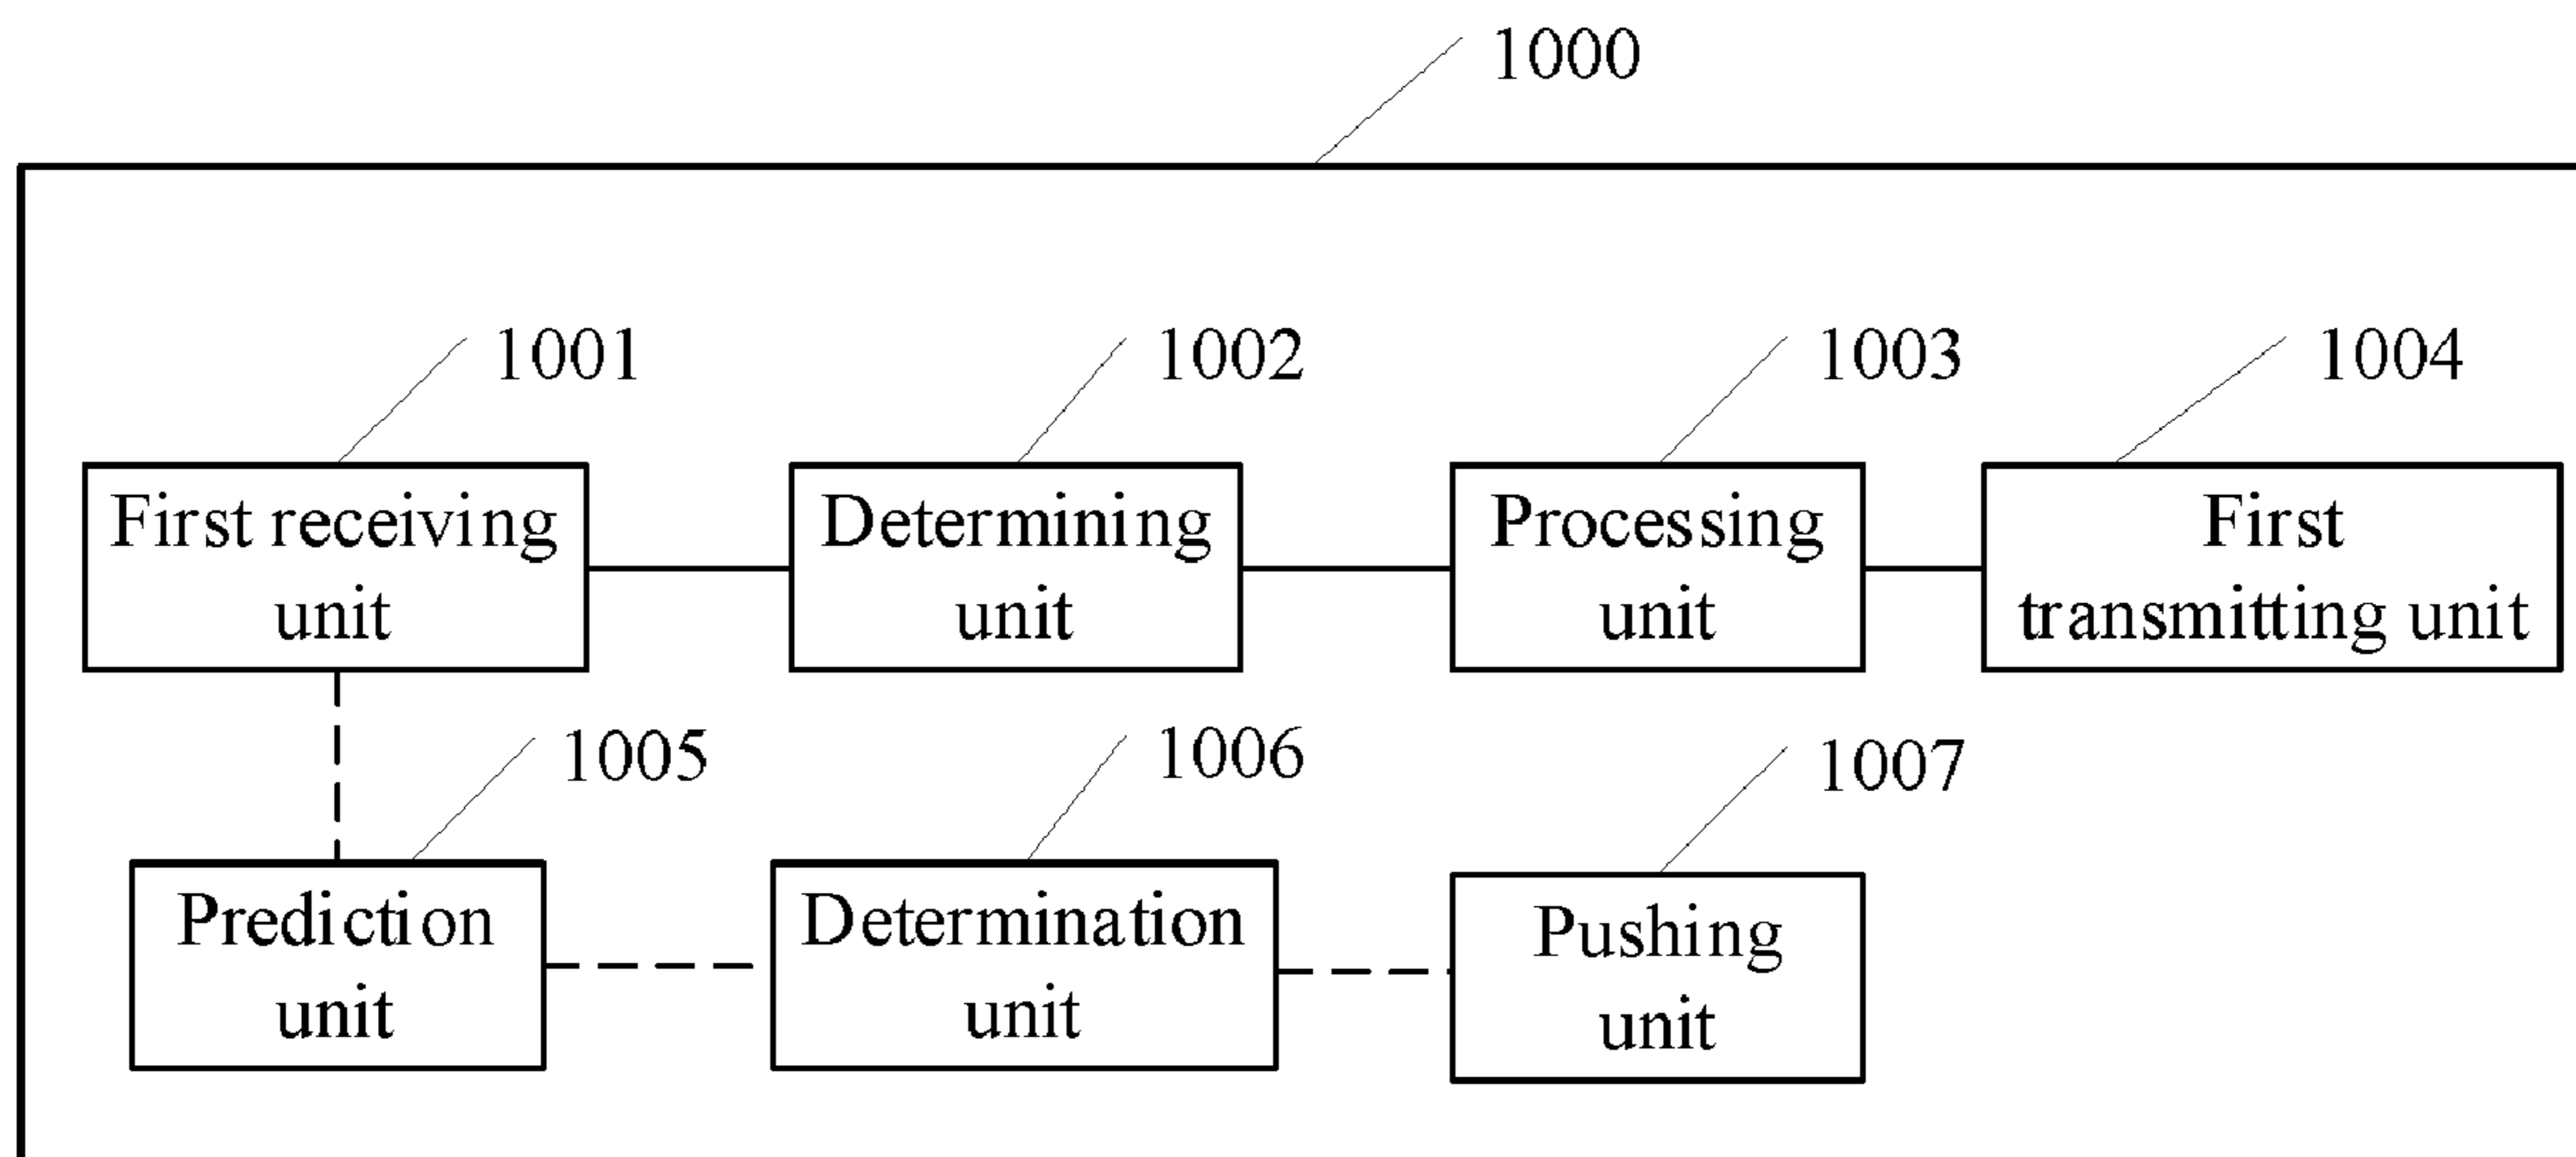 1000
1001
1002
1003
1004
First receiving
unit
Determining
unit
Processing
unit
First
transmitting unit
1005
1006
1007
Prediction
unit
Determination
unit
Pushing
unit